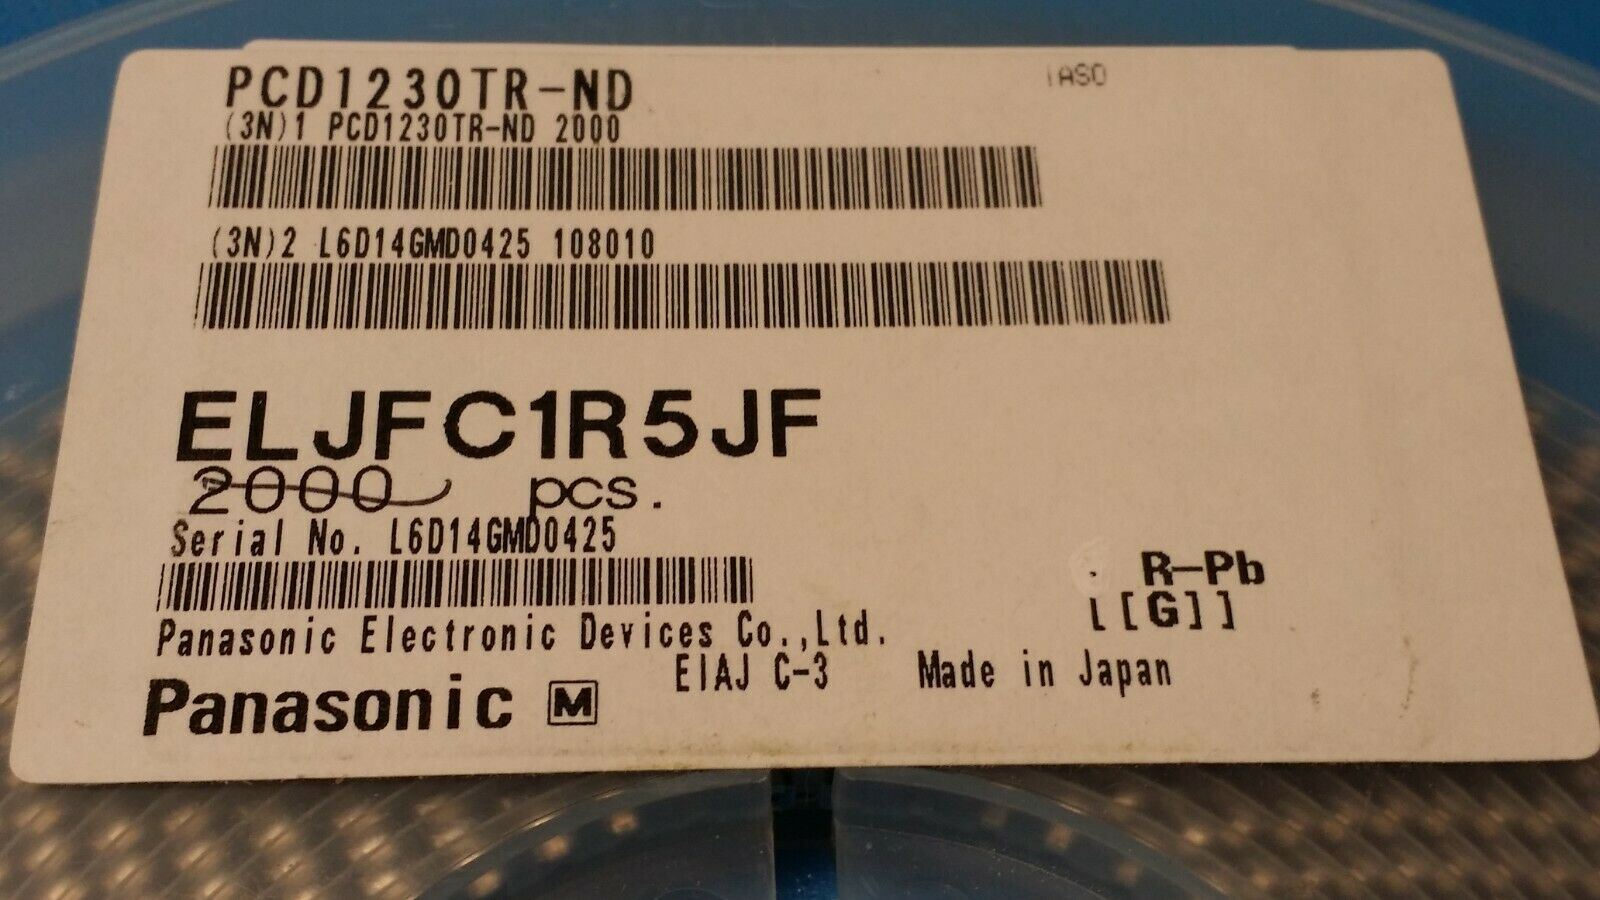 PCD1230TR-ND
IASO
(3N)1 PCD1230TR-ND 2000
(3N)2 L6D14GMD0425 108010
ELJFC1R5JF
2000 pcs.
Serial No. L6D14GMD0425
R-Pb
[[G]]
Panasonic Electronic Devices Co.,Ltd.
EIAJ C-3 Made in Japan
Panasonic M